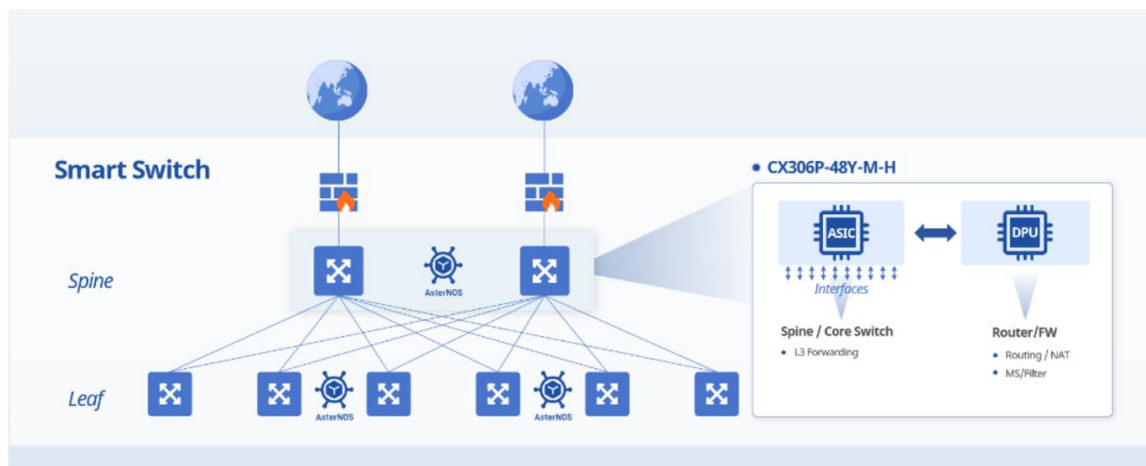 Smart Switch
CX306P-48Y-M-H
ASIC
DPU
Interfaces
Spine
AsterNOS
Spine / Core Switch
L3 Forwarding
Router/FW
Routing / NAT
MS/Filter
Leaf
AsterNOS
AsterNOS